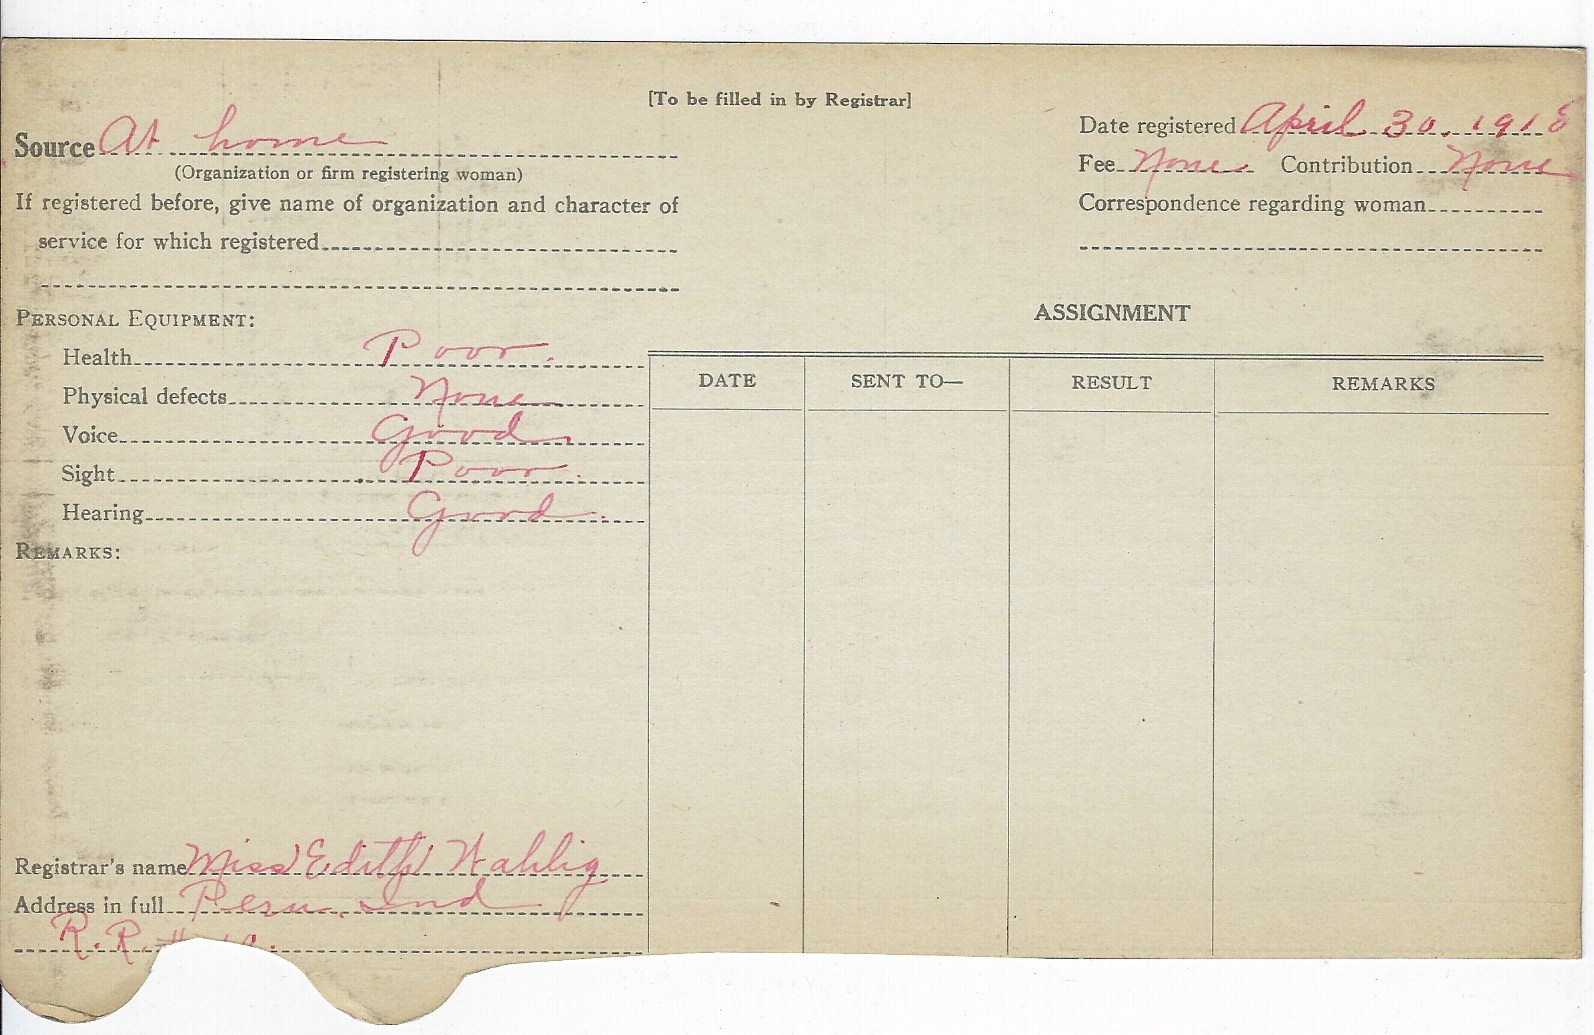 [To be filled in by Registrar]
Source At home
(Organization or firm registering woman)
If registered before, give name of organization and character of
service for which registered
Date registered April 30, 1918
Fee None Contribution None
Correspondence regarding woman
PERSONAL EQUIPMENT:
Health Poor.
Physical defects None
Voice Good
Sight Poor.
Hearing Good.
REMARKS:
ASSIGNMENT
DATE SENT TO— RESULT REMARKS
Registrar's name Miss Edith Wahlig
Address in full Peru, Ind
R. R. #